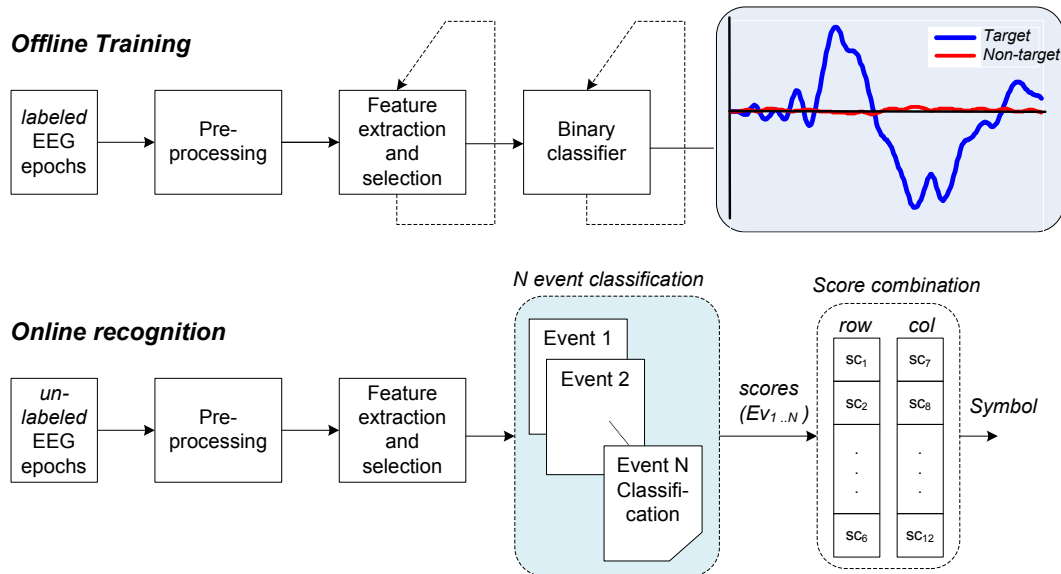 Offline Training
labeled
EEG
epochs
Pre-
processing
Feature
extraction
and
selection
Binary
classifier
Target
Non-target
Online recognition
un-
labeled
EEG
epochs
Pre-
processing
Feature
extraction
and
selection
N event classification
Event 1
Event 2
Event N
Classifi-
cation
scores
(Ev1 ..N )
Score combination
row
col
sc1
sc7
sc2
sc8
.
.
.
.
.
.
sc6
sc12
Symbol